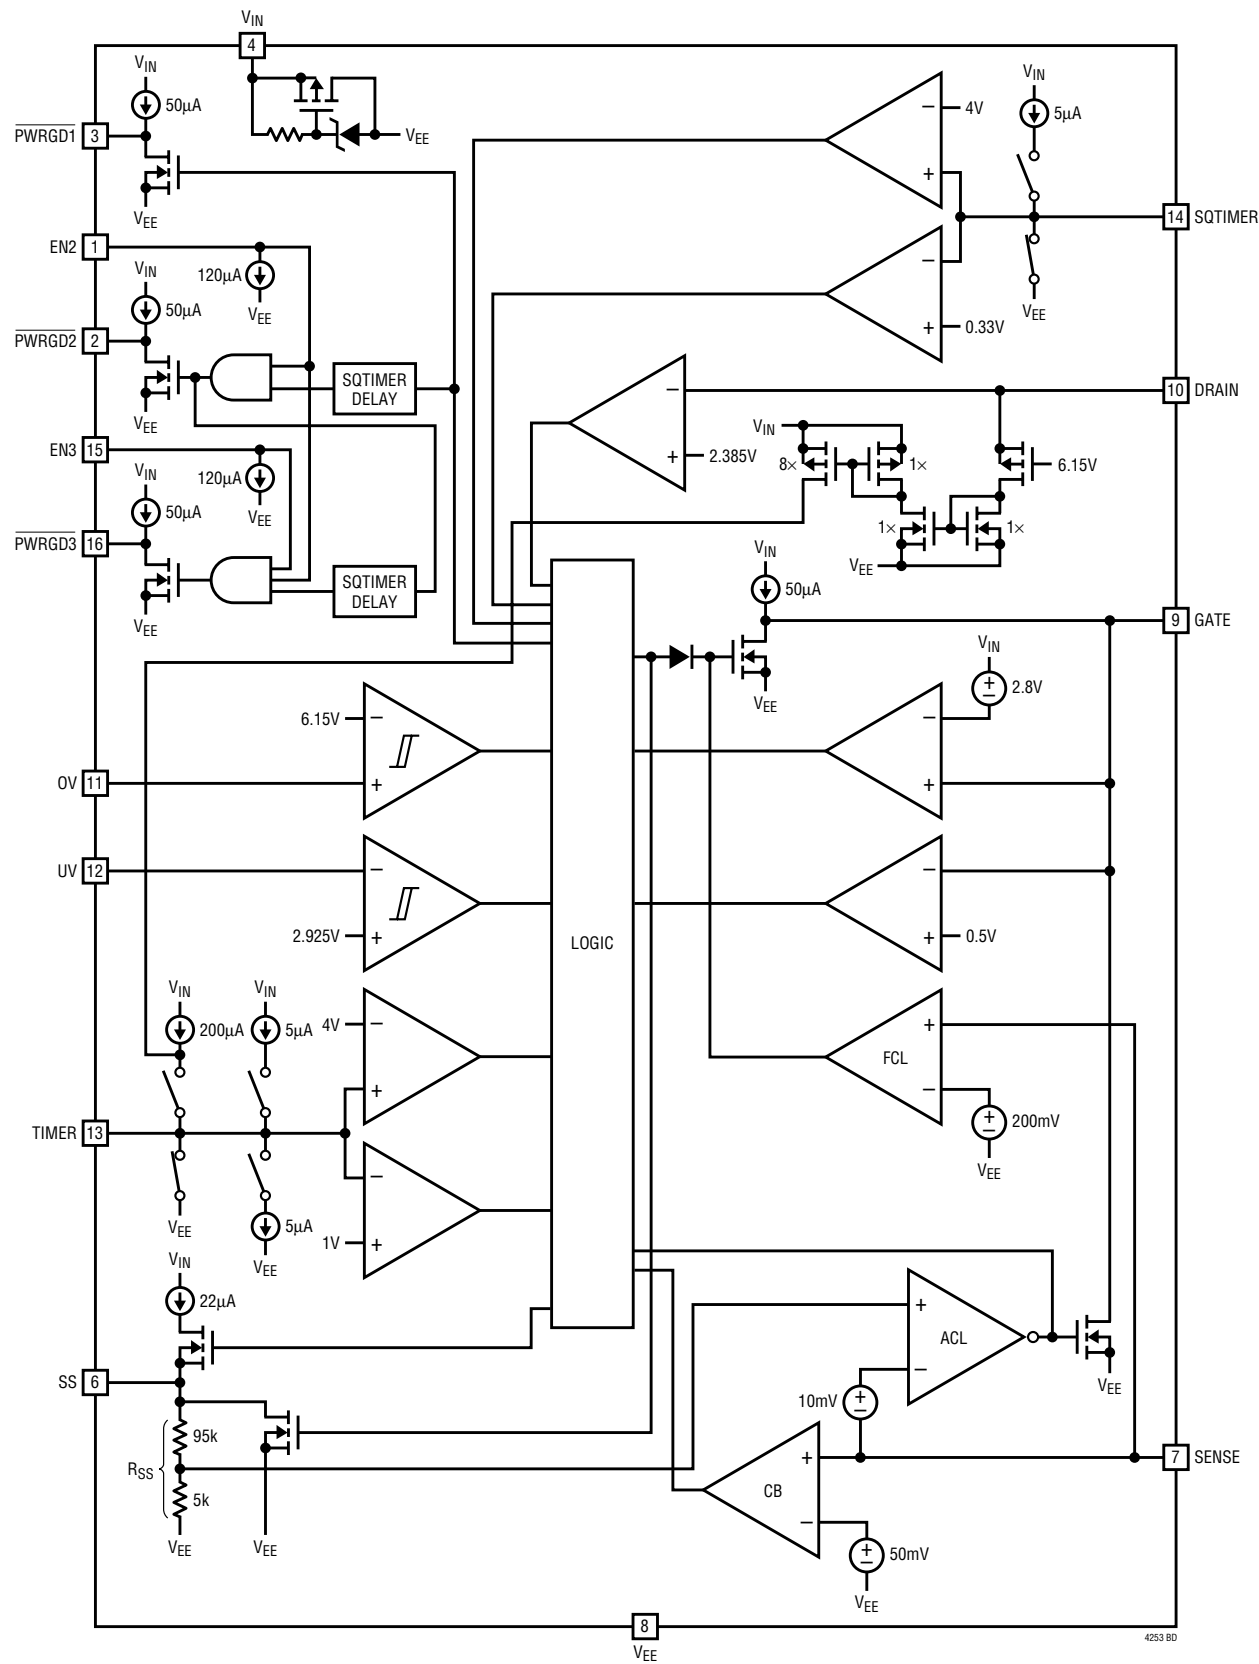 VIN
4
VIN
50µA
PWRGD1 3
VEE
VEE
4V
−
+
VIN
5µA
14 SQTIMER
EN2 1
VIN
120µA
50µA
VEE
PWRGD2 2
SQTIMER
DELAY
VEE
−
+
0.33V
VEE
10 DRAIN
−
+
2.385V
VIN
8×
1×
6.15V
1×
1×
VEE
EN3 15
VIN
120µA
50µA
VEE
PWRGD3 16
SQTIMER
DELAY
VEE
VIN
50µA
9 GATE
VEE
VIN
+
−
2.8V
6.15V
−
+
OV 11
−
+
UV 12
−
2.925V
+
−
+
0.5V
LOGIC
VIN
VIN
200µA
5µA
4V
−
+
TIMER 13
−
1V
+
VEE
5µA
VEE
+
FCL
−
+
−
200mV
VEE
VIN
22µA
SS 6
95k
RSS
5k
VEE
VEE
+
ACL
−
VEE
10mV
+
−
+
CB
−
7 SENSE
+
−
50mV
VEE
8
VEE
4253 BD